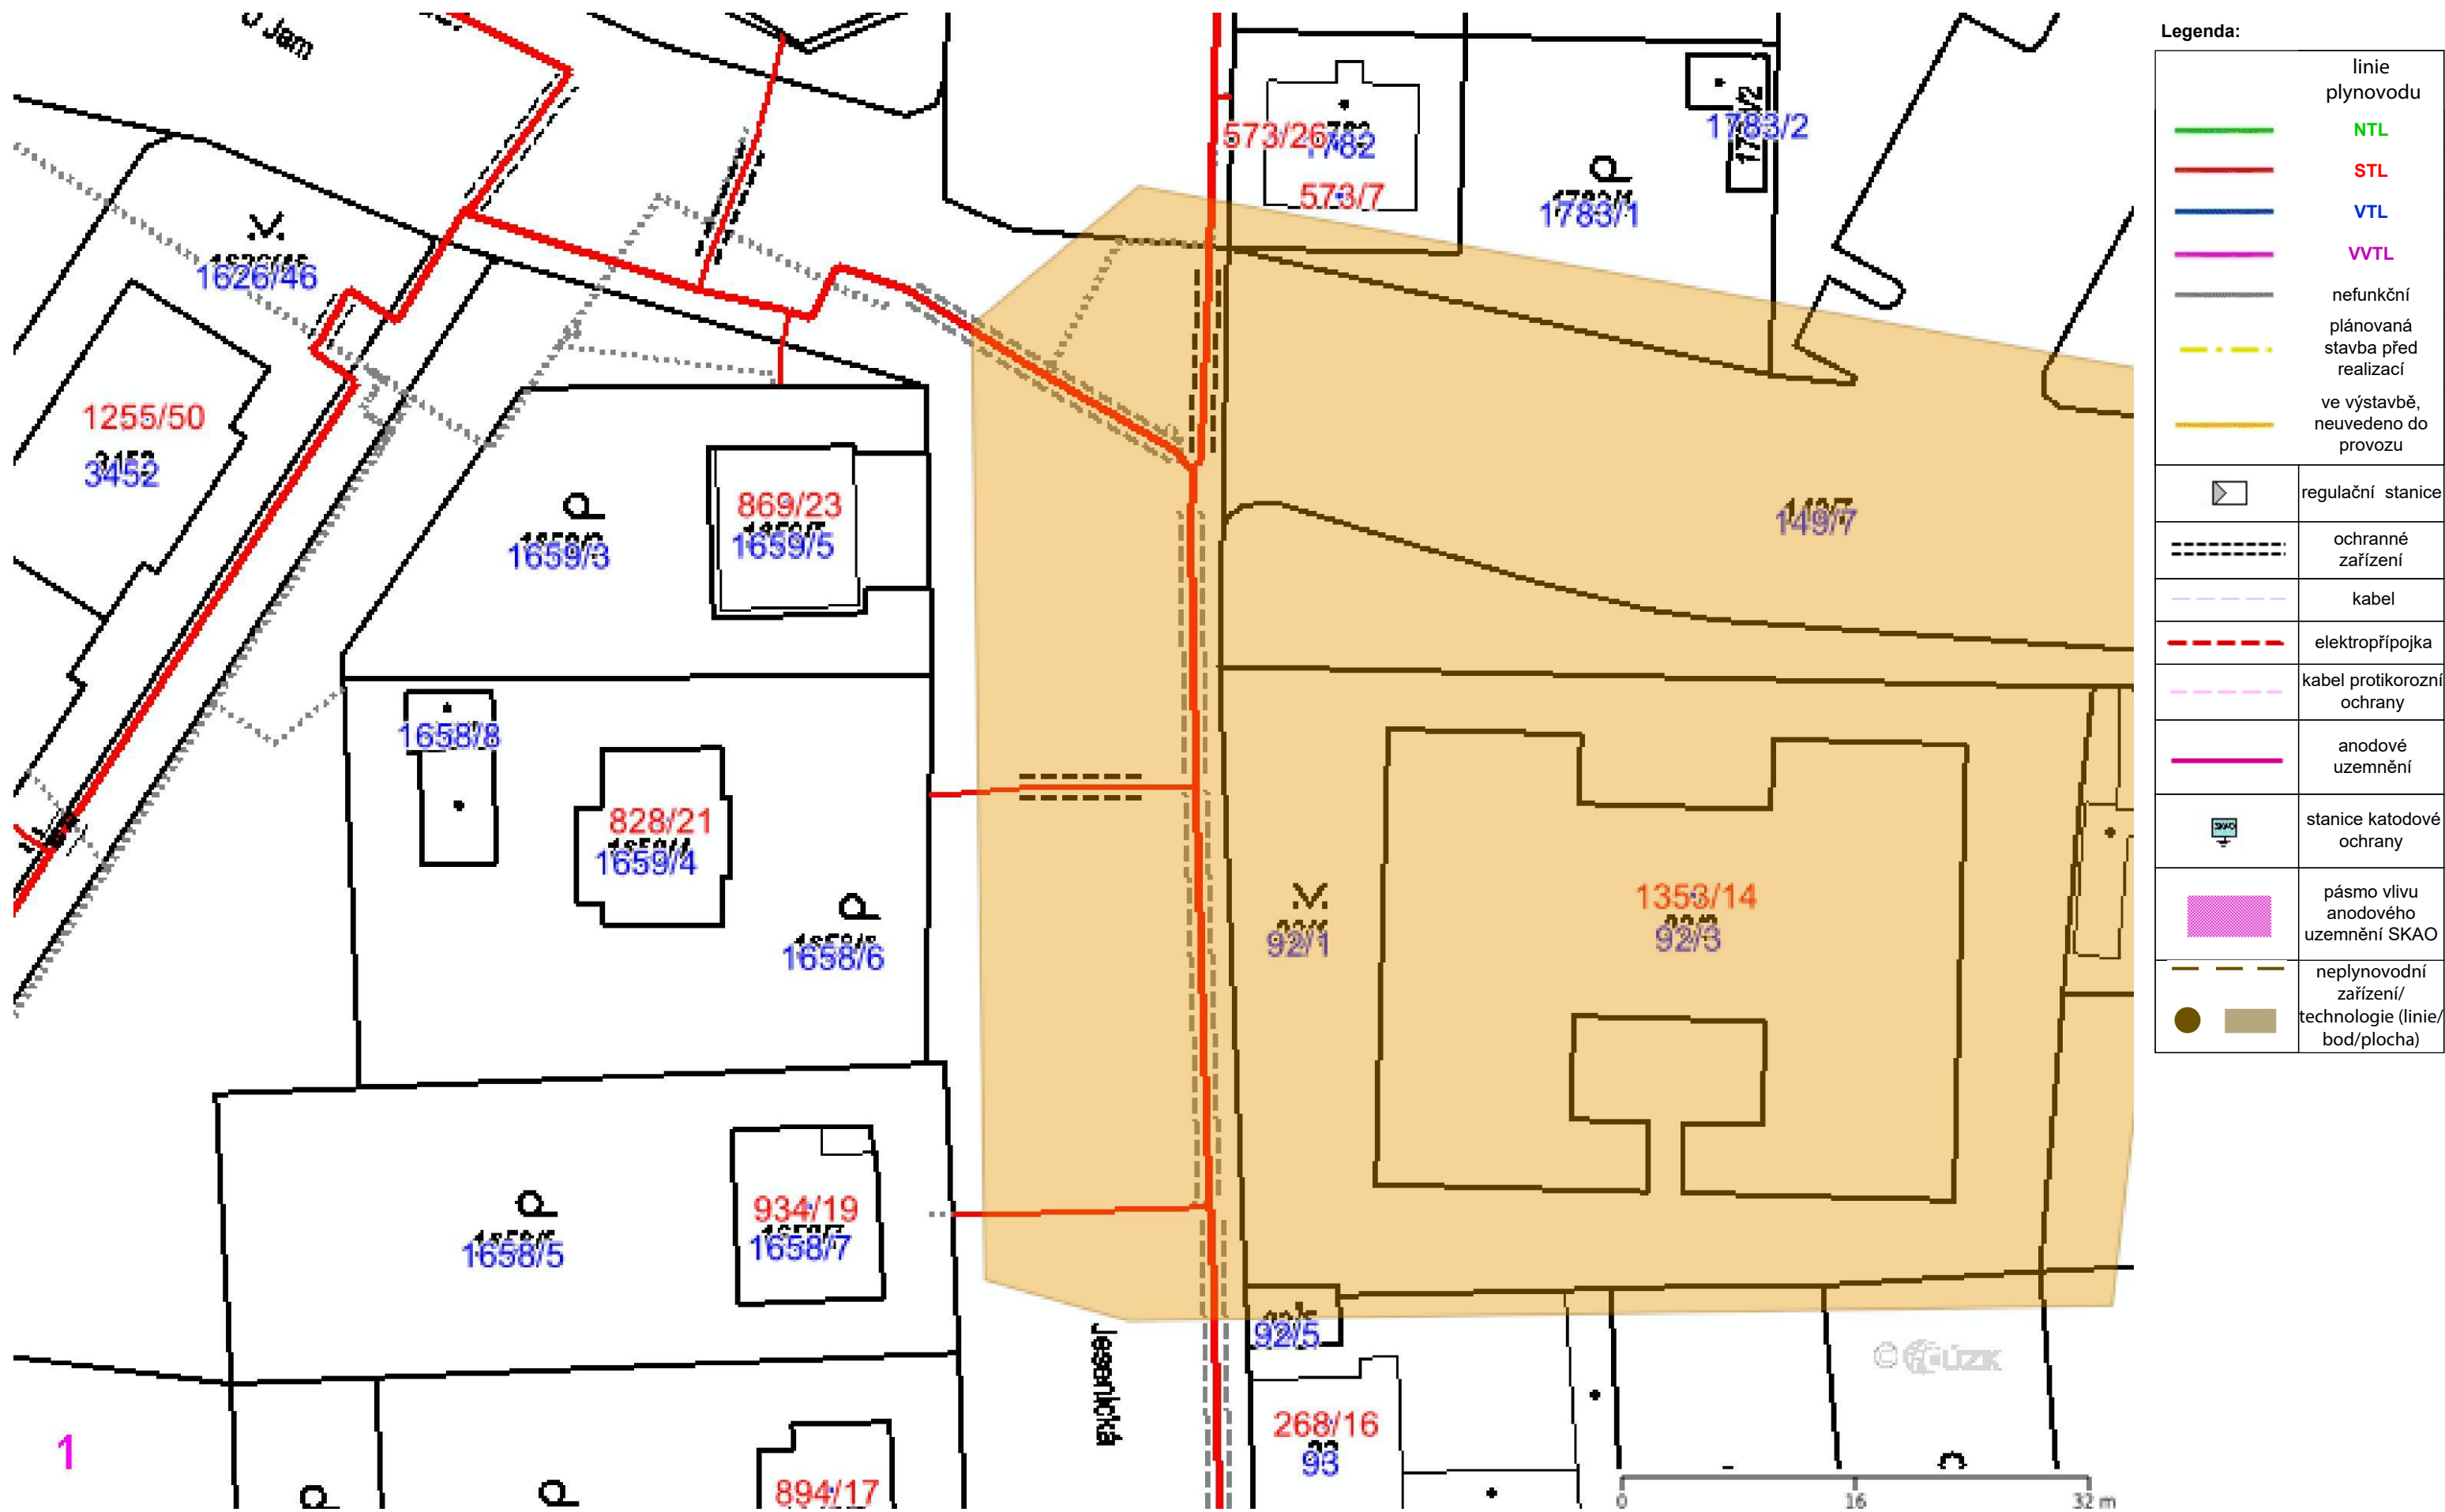 573/26
1782
573/7
1783/2
1783/1
1626/46
1255/50
3452
869/23
1659/5
1659/3
149/7
1658/8
828/21
1659/4
1658/6
92/1
1353/14
92/3
934/19
1658/7
1658/5
92/5
Jesenická
268/16
93
894/17
1
© ČÚZK
0 16 32 m
Legenda:
linie
plynovodu
NTL
STL
VTL
VVTL
nefunkční
plánovaná
stavba před
realizací
ve výstavbě,
neuvedeno do
provozu
regulační stanice
ochranné
zařízení
kabel
elektropřípojka
kabel protikorozní
ochrany
anodové
uzemnění
SKAO
stanice katodové
ochrany
pásmo vlivu
anodového
uzemnění SKAO
neplynovodní
zařízení/
technologie (linie/
bod/plocha)